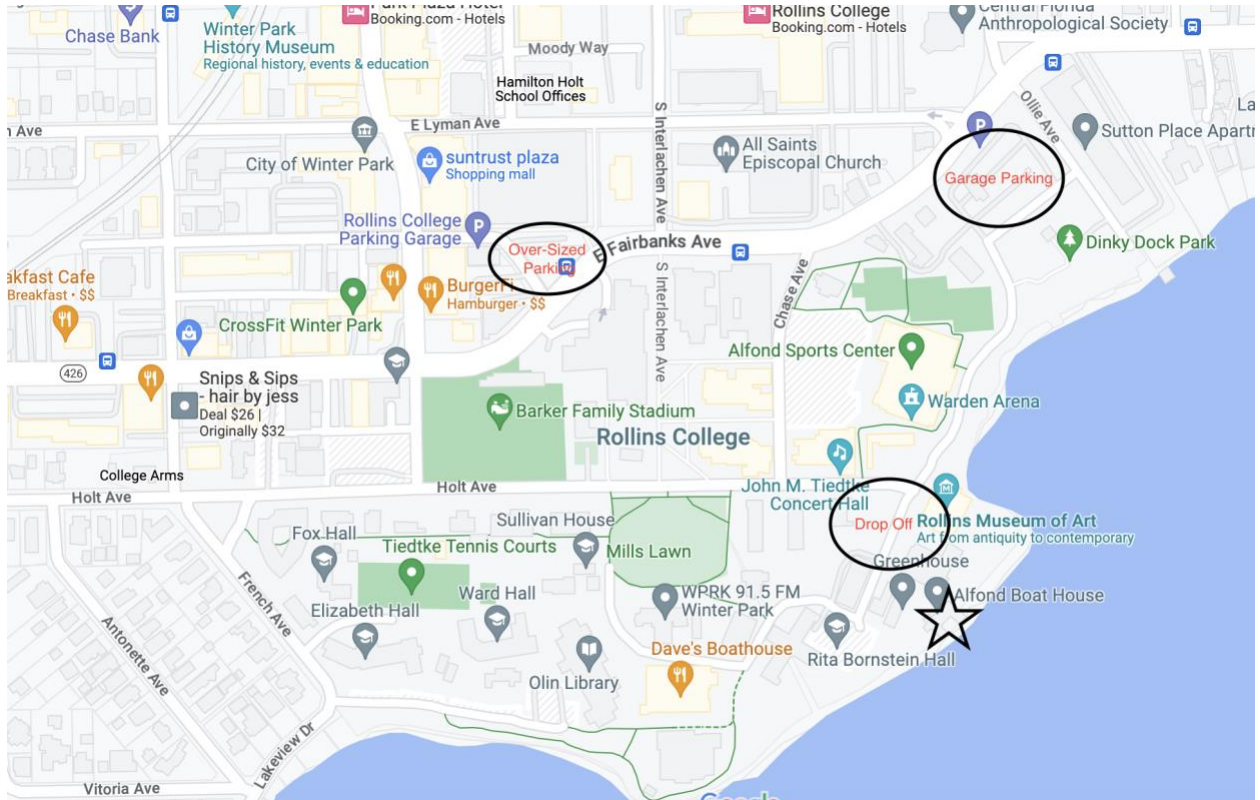 Park Plaza Hotel
Booking.com - Hotels
Rollins College
Booking.com - Hotels
Central Florida
Anthropological Society
Chase Bank
Winter Park
History Museum
Regional history, events & education
Moody Way
Hamilton Holt
School Offices
Ollie Ave
La
n Ave
E Lyman Ave
S Interlachen Ave
P
Sutton Place Apart
City of Winter Park
suntrust plaza
Shopping mall
All Saints
Episcopal Church
Garage Parking
Rollins College
Parking Garage
P
Over-Sized
Parking
E Fairbanks Ave
Dinky Dock Park
akfast Cafe
Breakfast • $$
BurgerFi
Hamburger • $$
S Interlachen Ave
Chase Ave
CrossFit Winter Park
Alfond Sports Center
426
Snips & Sips
- hair by jess
Deal $26 |
Originally $32
Barker Family Stadium
Warden Arena
Rollins College
College Arms
Holt Ave
Holt Ave
John M. Tiedtke
Concert Hall
Drop Off
Rollins Museum of Art
Art from antiquity to contemporary
Fox Hall
Sullivan House
Tiedtke Tennis Courts
Mills Lawn
Greenhouse
French Ave
Elizabeth Hall
Ward Hall
WPRK 91.5 FM
Winter Park
Alfond Boat House
Antonette Ave
Dave's Boathouse
Rita Bornstein Hall
Olin Library
Lakeview Dr
Vitoria Ave
Google